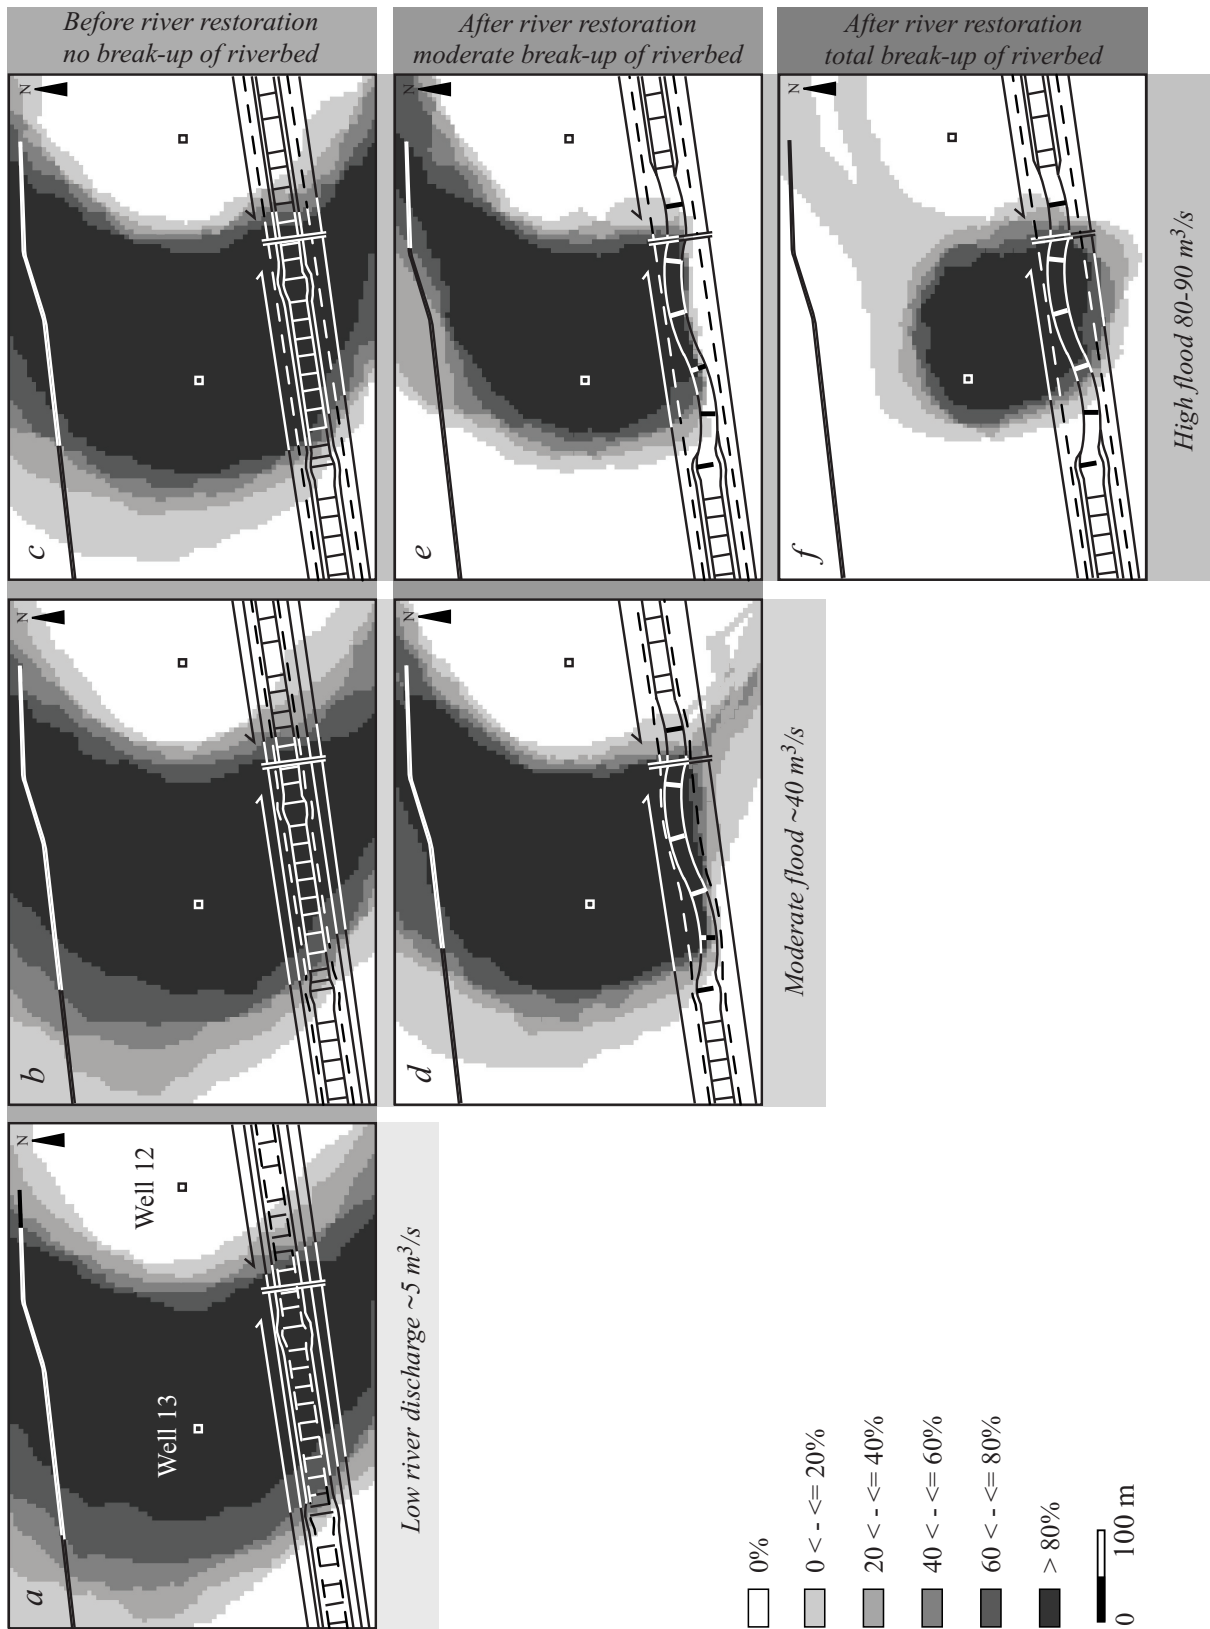 Before river restoration
no break-up of riverbed
After river restoration
moderate break-up of riverbed
After river restoration
total break-up of riverbed
N
c
N
e
N
f
High flood 80-90 m³/s
N
b
N
d
Moderate flood ~40 m³/s
N
a
Well 12
Well 13
Low river discharge ~5 m³/s
0%
0 < - <= 20%
20 < - <= 40%
40 < - <= 60%
60 < - <= 80%
> 80%
0 100 m